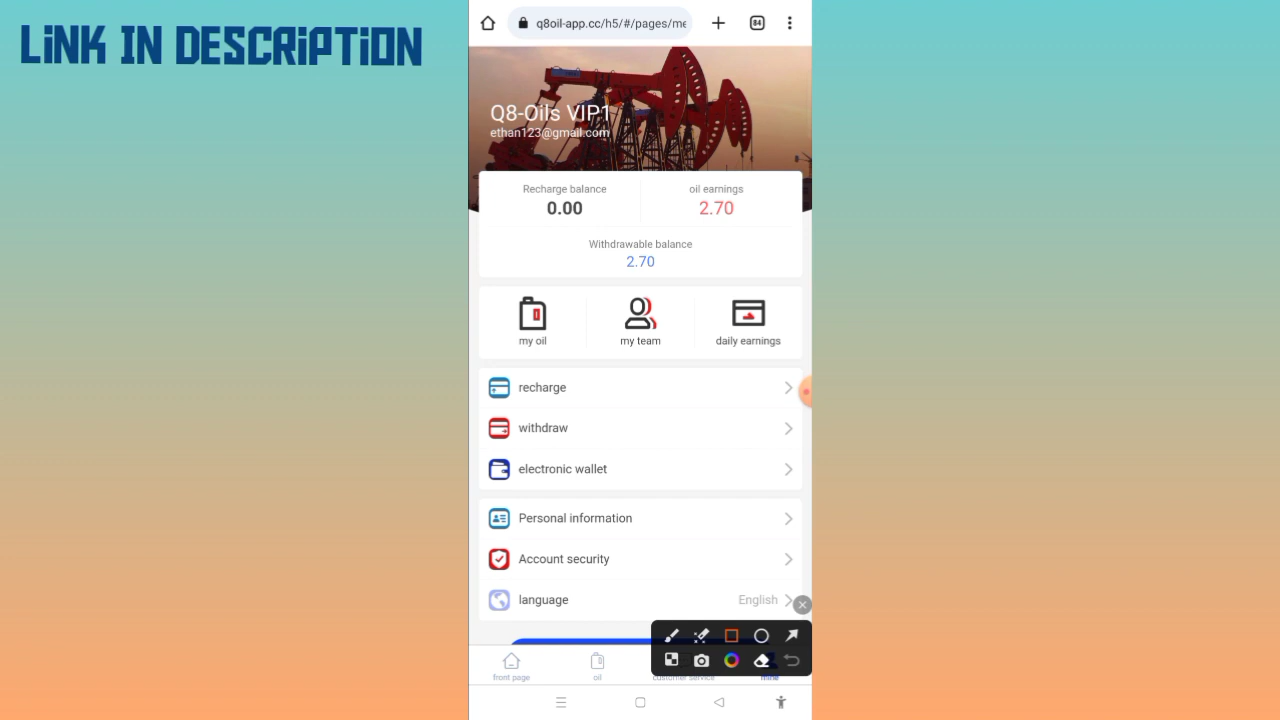 LINK IN DESCRIPTION
q8oil-app.cc/h5/#/pages/me
84
Q8-Oils VIP1
ethan123@gmail.com
Recharge balance
0.00
oil earnings
2.70
Withdrawable balance
2.70
my oil
my team
daily earnings
recharge
withdraw
electronic wallet
Personal information
Account security
language
English
front page
oil
customer service
mine